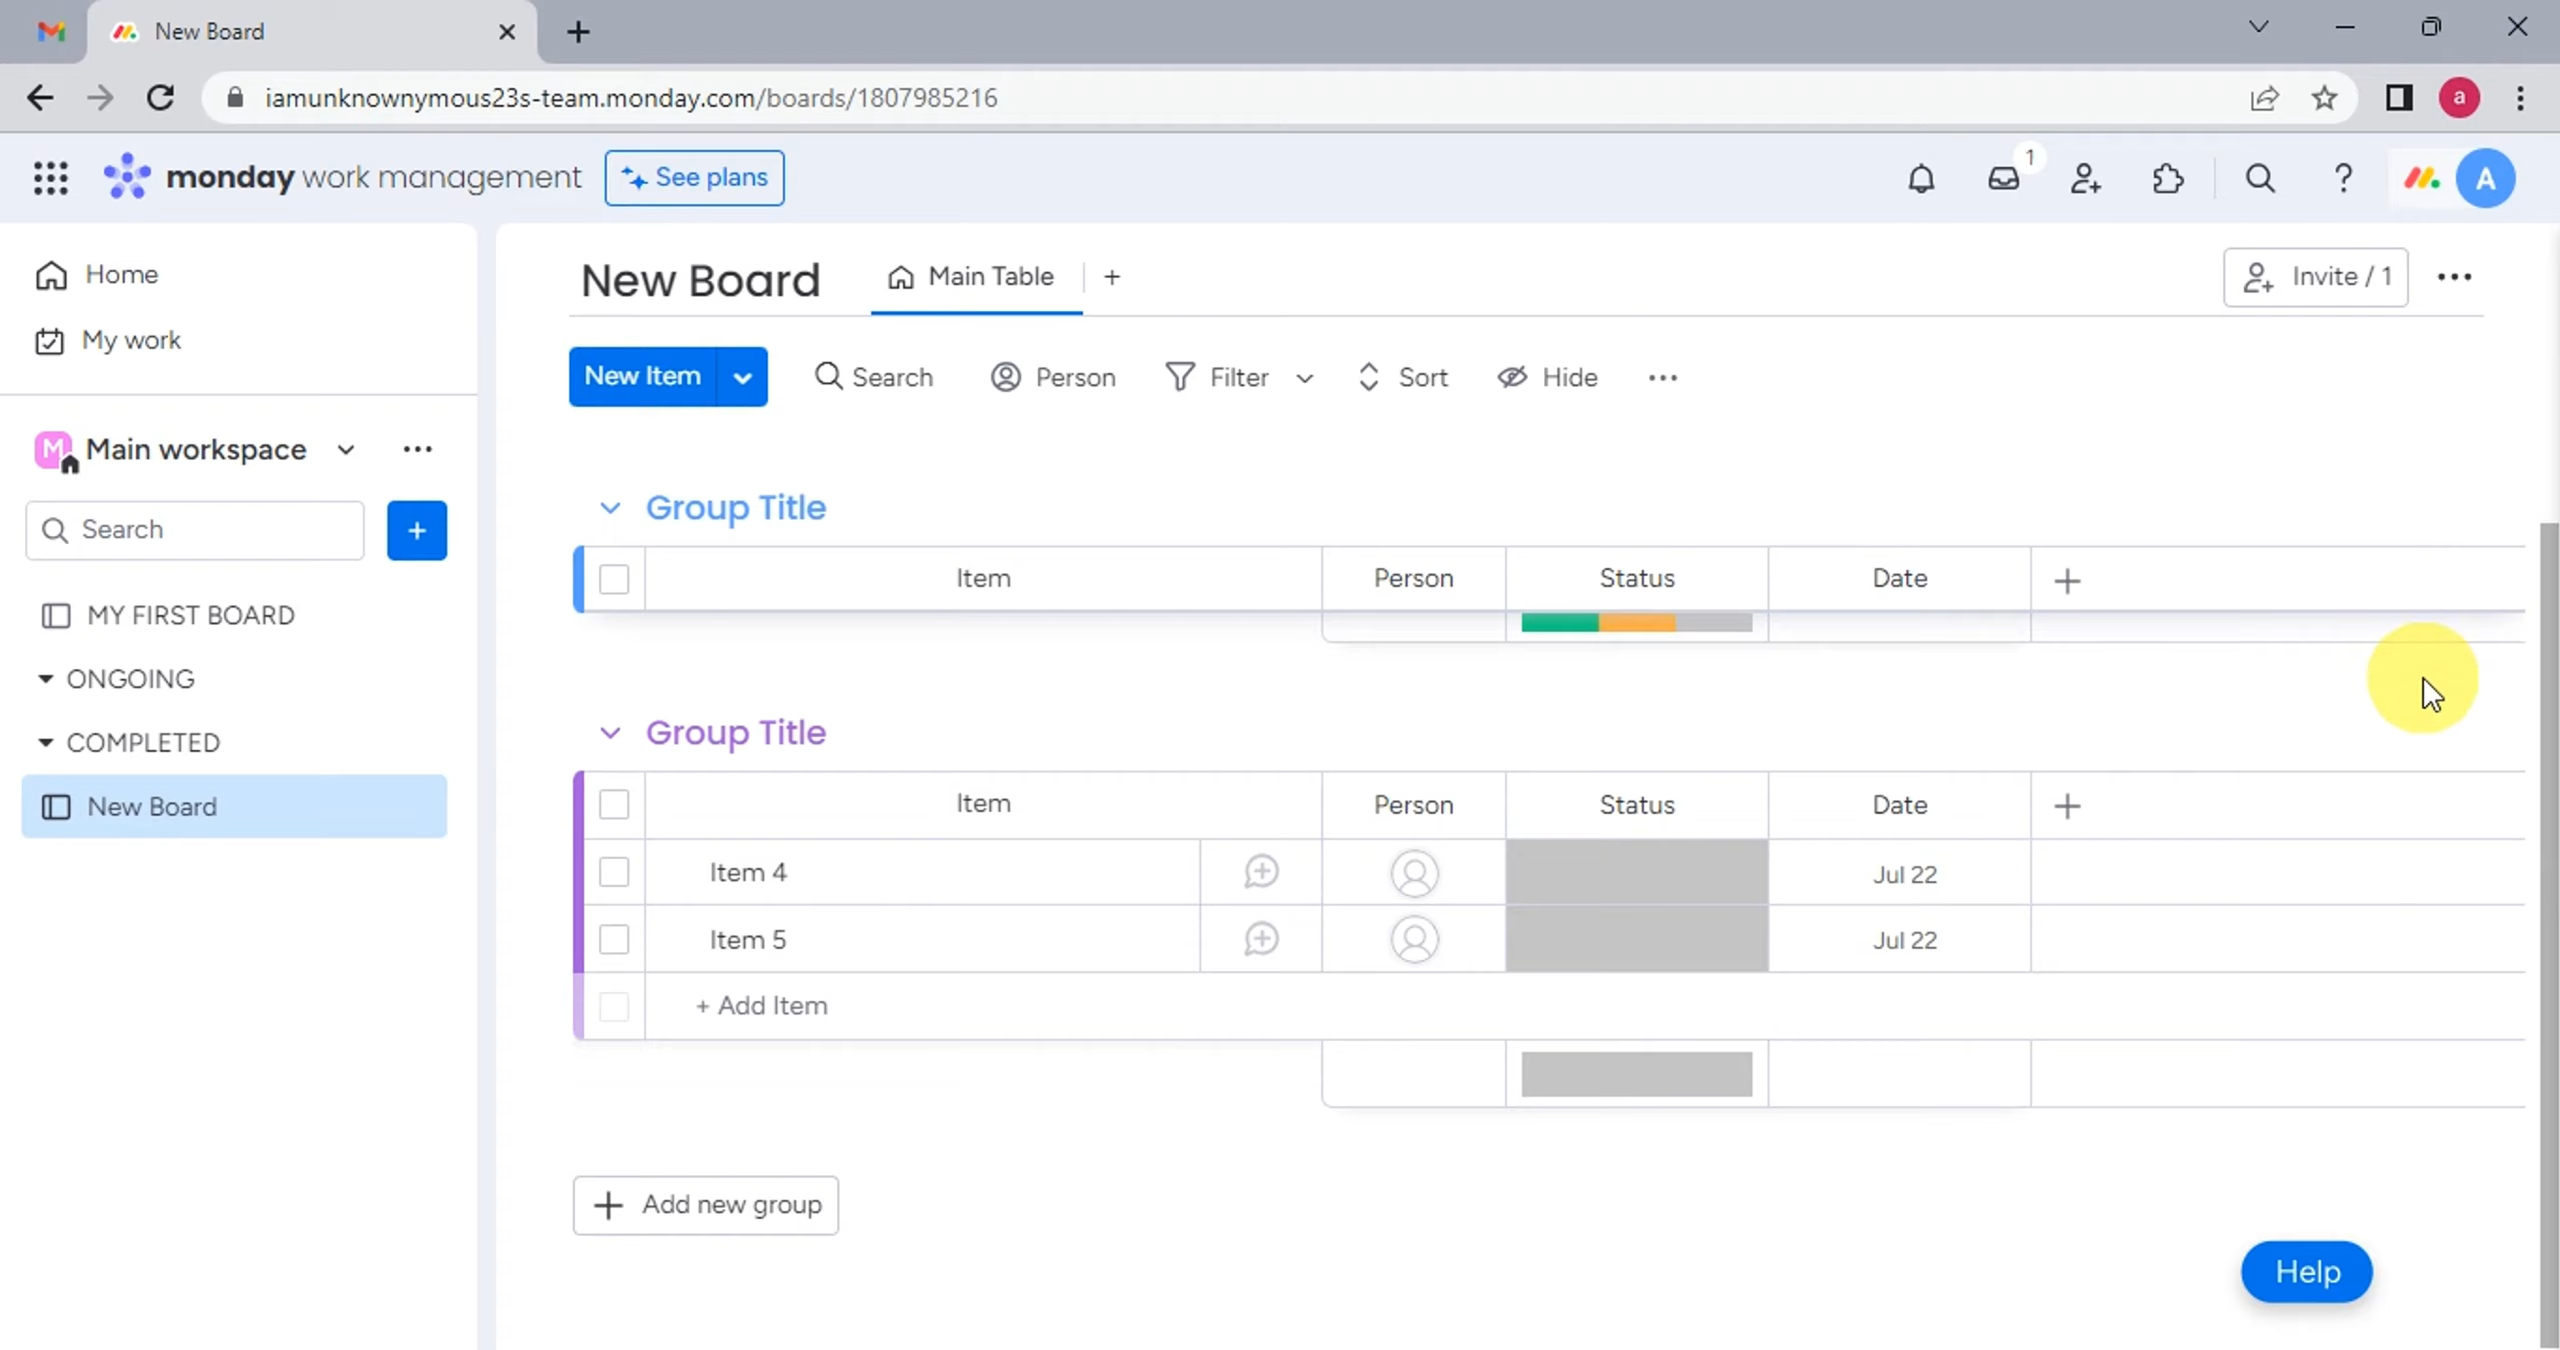 New Board
iamunknownymous23s-team.monday.com/boards/1807985216
a
monday work management
See plans
1
A
Home
My work
M
Main workspace
Search
+
MY FIRST BOARD
ONGOING
COMPLETED
New Board
New Board
Main Table
+
Invite / 1
New Item
Search
Person
Filter
Sort
Hide
Group Title
Item
Person
Status
Date
+
Group Title
Item
Person
Status
Date
+
Item 4
Jul 22
Item 5
Jul 22
+ Add Item
+ Add new group
Help